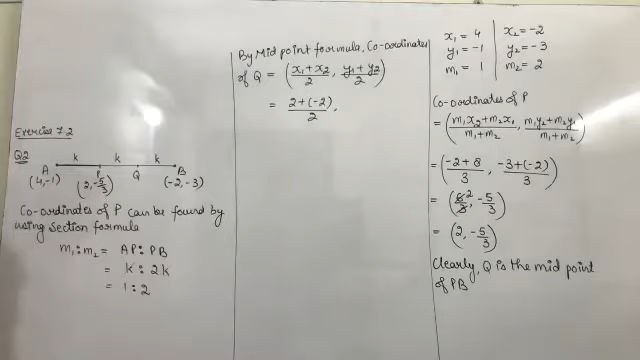 Exercise 7.2
Q2
k k k
A P Q B
(4,-1) (2,-5/3) (-2,-3)
Co-ordinates of P can be found by
using Section formula
m₁:m₂ = AP:PB
= k:2k
= 1:2
x₁ = 4 x₂ = -2
y₁ = -1 y₂ = -3
m₁ = 1 m₂ = 2
Co-ordinates of P
= ((m₁x₂+m₂x₁)/(m₁+m₂), (m₁y₂+m₂y₁)/(m₁+m₂))
= ((-2+8)/3, (-3+(-2))/3)
= (6/3 2, -5/3)
= (2, -5/3)
Clearly, Q is the mid point
of PB
By Mid point formula, Co-ordinates
of Q = ((x₁+x₂)/2, (y₁+y₂)/2)
= (2+(-2))/2,